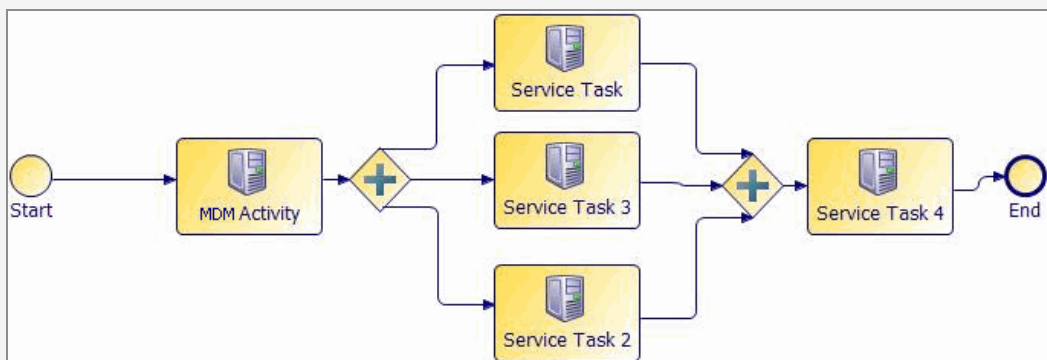 Service Task
Start
MDM Activity
Service Task 3
Service Task 4
End
Service Task 2